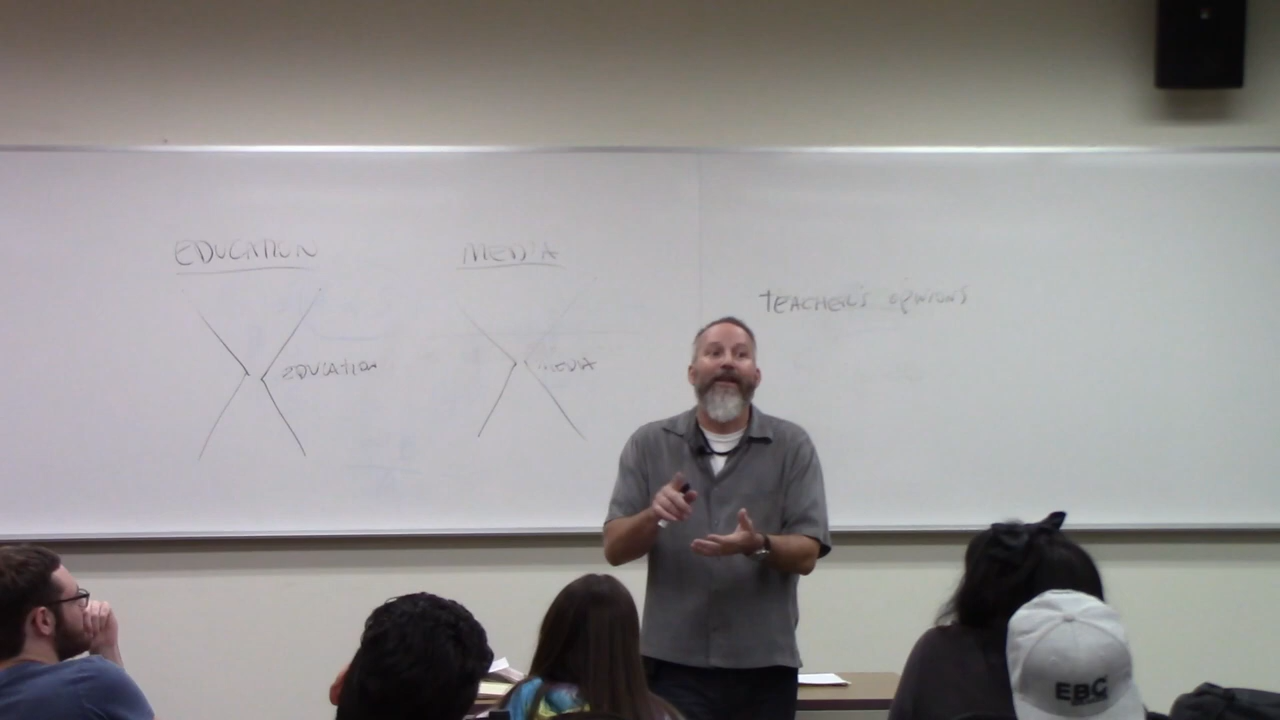 EDUCATION
MEDIA
TEACHER'S OPINIONS
EDUCATION
MEDIA
EBC